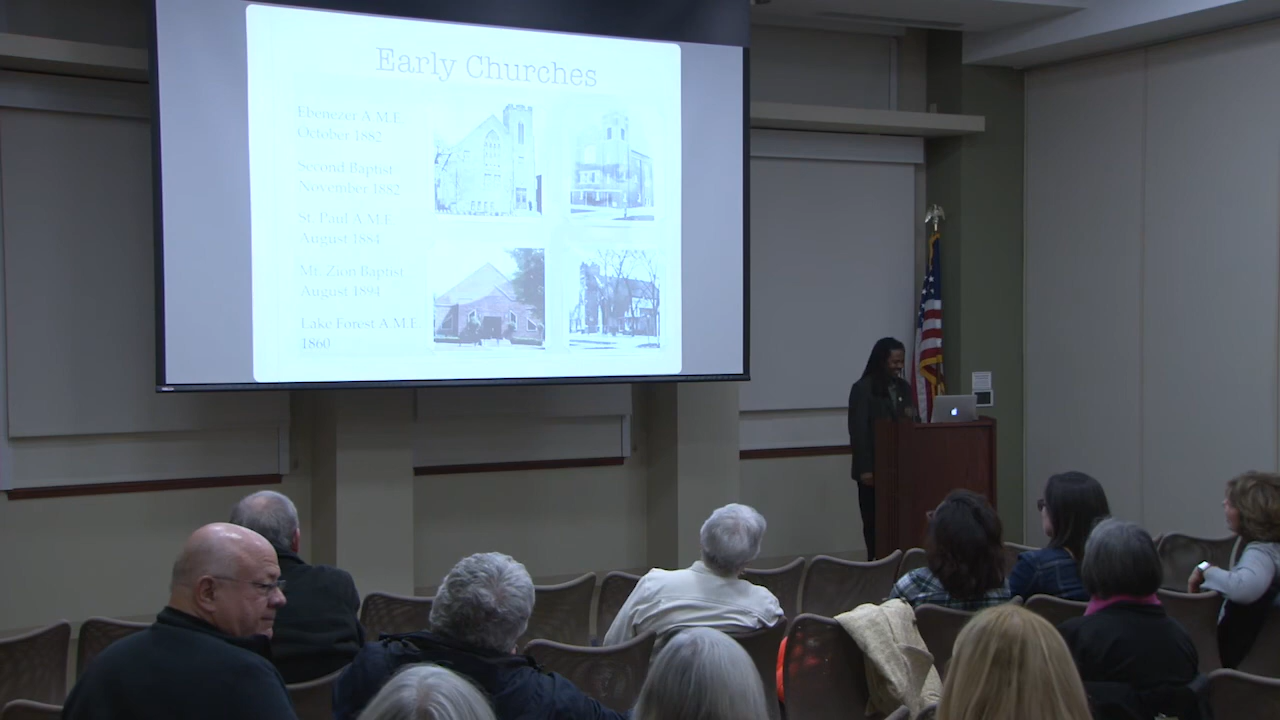 Early Churches
Ebenezer A.M.E.
October 1882
Second Baptist
November 1882
St. Paul A.M.E.
August 1884
Mt. Zion Baptist
August 1894
Lake Forest A.M.E.
1860